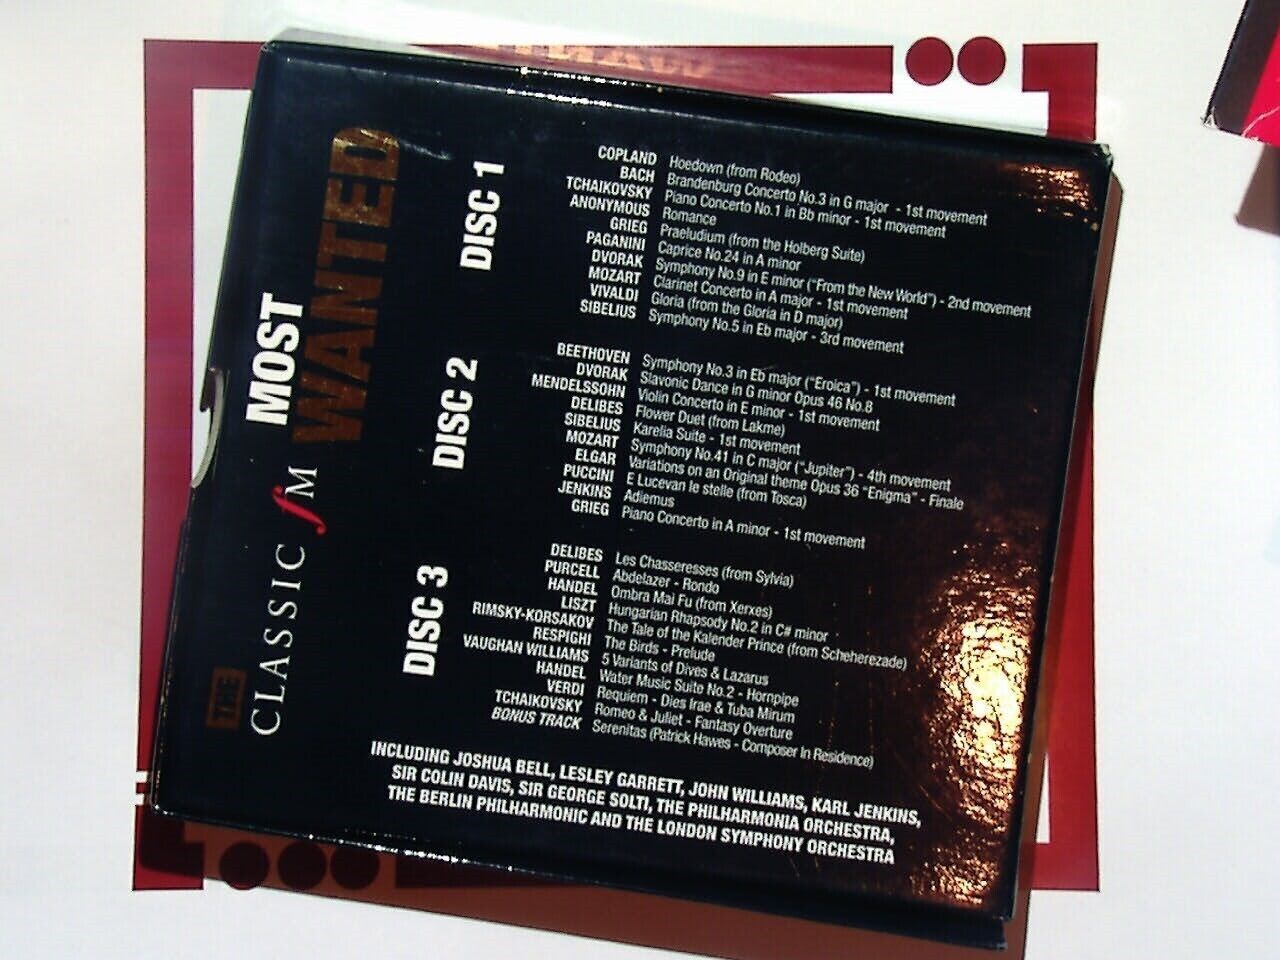 THE
CLASSIC fM
MOST
WANTED
DISC 1
COPLAND Hoedown (from Rodeo)
BACH Brandenburg Concerto No.3 in G major - 1st movement
TCHAIKOVSKY Piano Concerto No.1 in Bb minor - 1st movement
ANONYMOUS Romance
GRIEG Praeludium (from the Holberg Suite)
PAGANINI Caprice No.24 in A minor
DVORAK Symphony No.9 in E minor ("From the New World") - 2nd movement
MOZART Clarinet Concerto in A major - 1st movement
VIVALDI Gloria (from the Gloria in D major)
SIBELIUS Symphony No.5 in Eb major - 3rd movement
DISC 2
BEETHOVEN Symphony No.3 in Eb major ("Eroica") - 1st movement
DVORAK Slavonic Dance in G minor Opus 46 No.8
MENDELSSOHN Violin Concerto in E minor - 1st movement
DELIBES Flower Duet (from Lakme)
SIBELIUS Karelia Suite - 1st movement
MOZART Symphony No.41 in C major ("Jupiter") - 4th movement
ELGAR Variations on an Original theme Opus 36 "Enigma" - Finale
PUCCINI E Lucevan le stelle (from Tosca)
JENKINS Adiemus
GRIEG Piano Concerto in A minor - 1st movement
DISC 3
DELIBES Les Chasseresses (from Sylvia)
PURCELL Abdelazer - Rondo
HANDEL Ombra Mai Fu (from Xerxes)
LISZT Hungarian Rhapsody No.2 in C# minor
RIMSKY-KORSAKOV The Tale of the Kalender Prince (from Scheherezade)
RESPIGHI The Birds - Prelude
VAUGHAN WILLIAMS 5 Variants of Dives & Lazarus
HANDEL Water Music Suite No.2 - Hornpipe
VERDI Requiem - Dies Irae & Tuba Mirum
TCHAIKOVSKY Romeo & Juliet - Fantasy Overture
BONUS TRACK Serenitas (Patrick Hawes - Composer In Residence)
INCLUDING JOSHUA BELL, LESLEY GARRETT, JOHN WILLIAMS, KARL JENKINS,
SIR COLIN DAVIS, SIR GEORGE SOLTI, THE PHILHARMONIA ORCHESTRA,
THE BERLIN PHILHARMONIC AND THE LONDON SYMPHONY ORCHESTRA